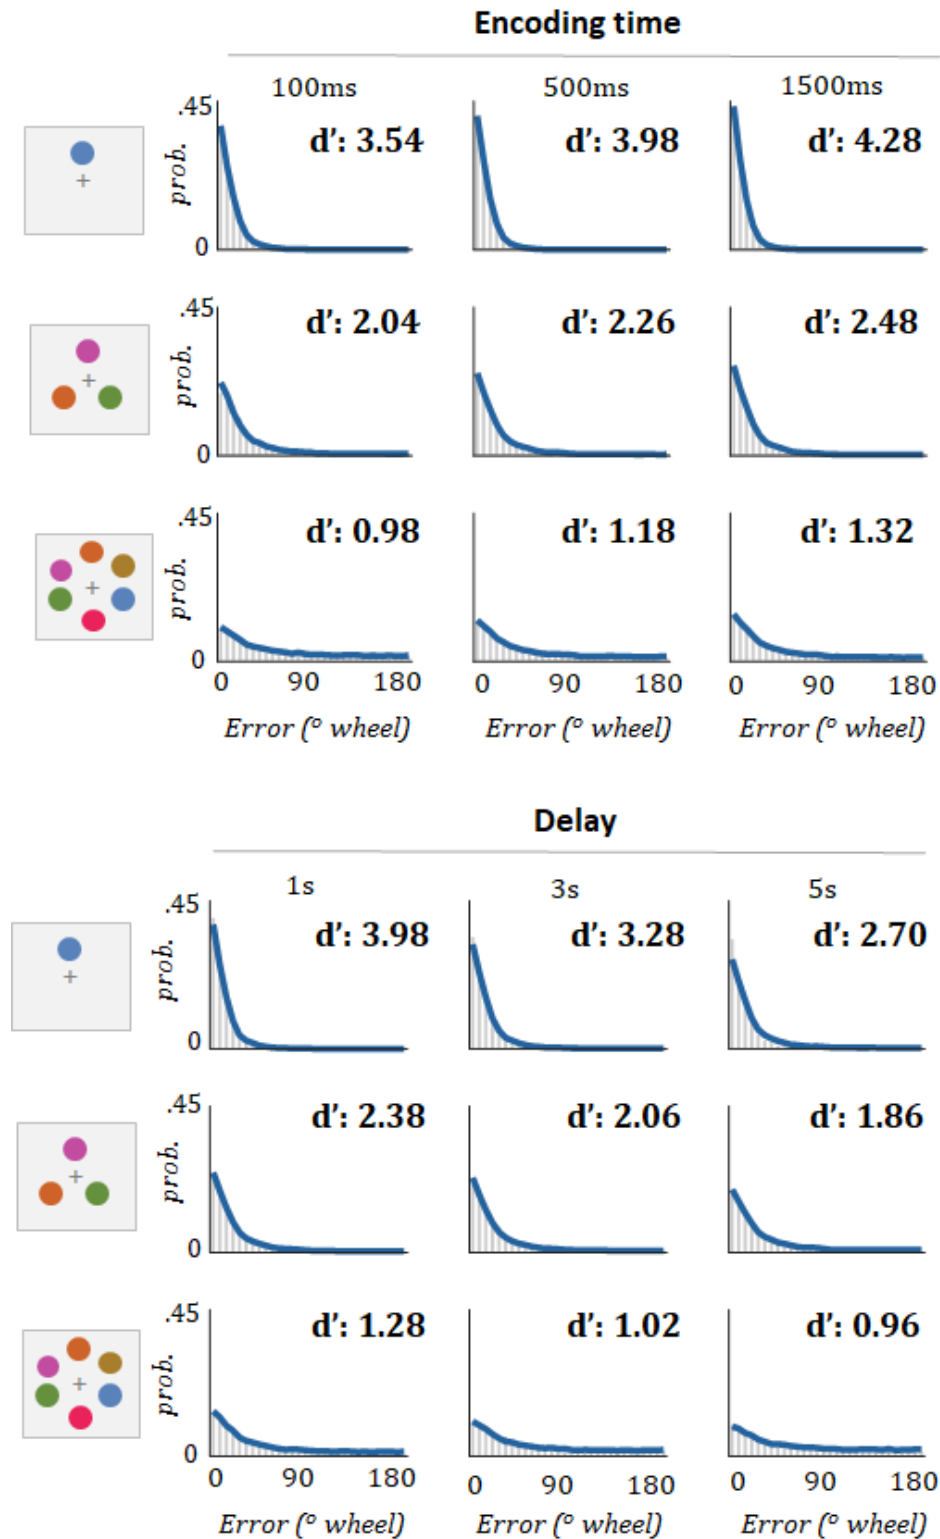 Encoding time
100ms 500ms 1500ms
.45
prob.
0
d': 3.54 d': 3.98 d': 4.28
+
.45
prob.
0
d': 2.04 d': 2.26 d': 2.48
+
.45
prob.
0
d': 0.98 d': 1.18 d': 1.32
+
0 90 180 0 90 180 0 90 180
Error (° wheel) Error (° wheel) Error (° wheel)
Delay
1s 3s 5s
.45
prob.
0
d': 3.98 d': 3.28 d': 2.70
+
.45
prob.
0
d': 2.38 d': 2.06 d': 1.86
+
.45
prob.
0
d': 1.28 d': 1.02 d': 0.96
+
0 90 180 0 90 180 0 90 180
Error (° wheel) Error (° wheel) Error (° wheel)